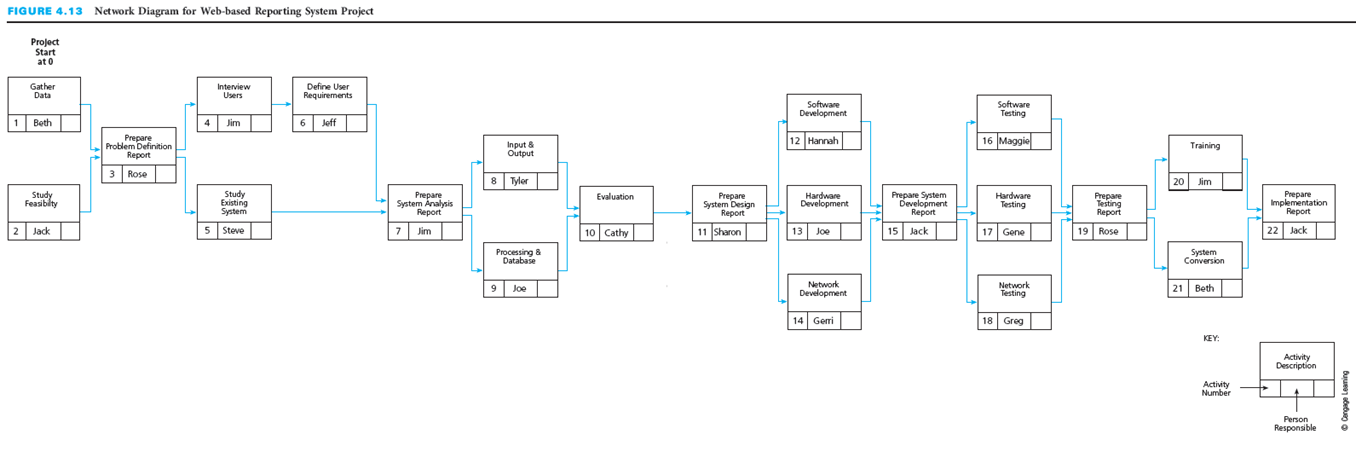 FIGURE 4.13 Network Diagram for Web-based Reporting System Project
Project
Start
at 0
Gather
Data
1 Beth
Study
Feasibilty
2 Jack
Prepare
Problem Definition
Report
3 Rose
Interview
Users
4 Jim
Study
Existing
System
5 Steve
Define User
Requirements
6 Jeff
Prepare
System Analysis
Report
7 Jim
Input &
Output
8 Tyler
Processing &
Database
9 Joe
Evaluation
10 Cathy
Prepare
System Design
Report
11 Sharon
Software
Development
12 Hannah
Hardware
Development
13 Joe
Network
Development
14 Gerri
Prepare System
Development
Report
15 Jack
Software
Testing
16 Maggie
Hardware
Testing
17 Gene
Network
Testing
18 Greg
Prepare
Testing
Report
19 Rose
Training
20 Jim
System
Conversion
21 Beth
Prepare
Implementation
Report
22 Jack
KEY:
Activity
Description
Activity
Number
Person
Responsible
© Cengage Learning